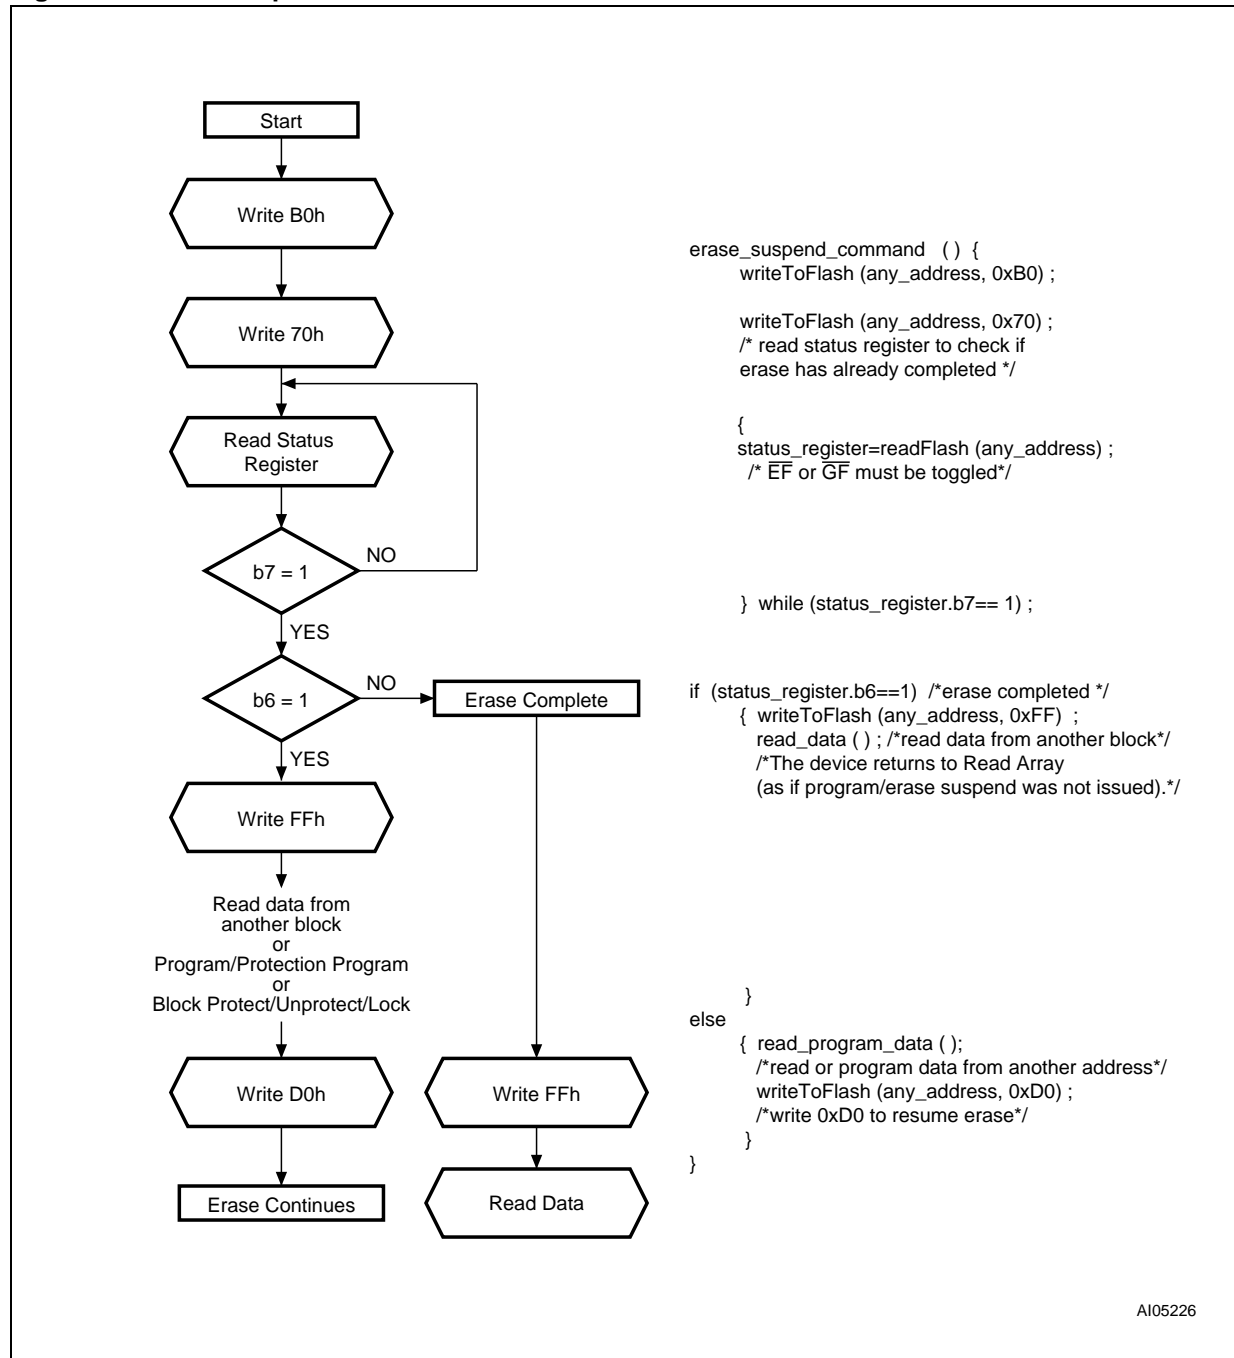 Start
Write B0h
Write 70h
Read Status
Register
b7 = 1
NO
YES
b6 = 1
NO
Erase Complete
YES
Write FFh
Read data from
another block
or
Program/Protection Program
or
Block Protect/Unprotect/Lock
Write D0h
Write FFh
Erase Continues
Read Data
erase_suspend_command ( ) {
writeToFlash (any_address, 0xB0) ;
writeToFlash (any_address, 0x70) ;
/* read status register to check if
erase has already completed */
{
status_register=readFlash (any_address) ;
/* E̅F̅ or G̅F̅ must be toggled*/
} while (status_register.b7== 1) ;
if (status_register.b6==1) /*erase completed */
{ writeToFlash (any_address, 0xFF) ;
read_data ( ) ; /*read data from another block*/
/*The device returns to Read Array
(as if program/erase suspend was not issued).*/
}
else
{ read_program_data ( );
/*read or program data from another address*/
writeToFlash (any_address, 0xD0) ;
/*write 0xD0 to resume erase*/
}
}
AI05226